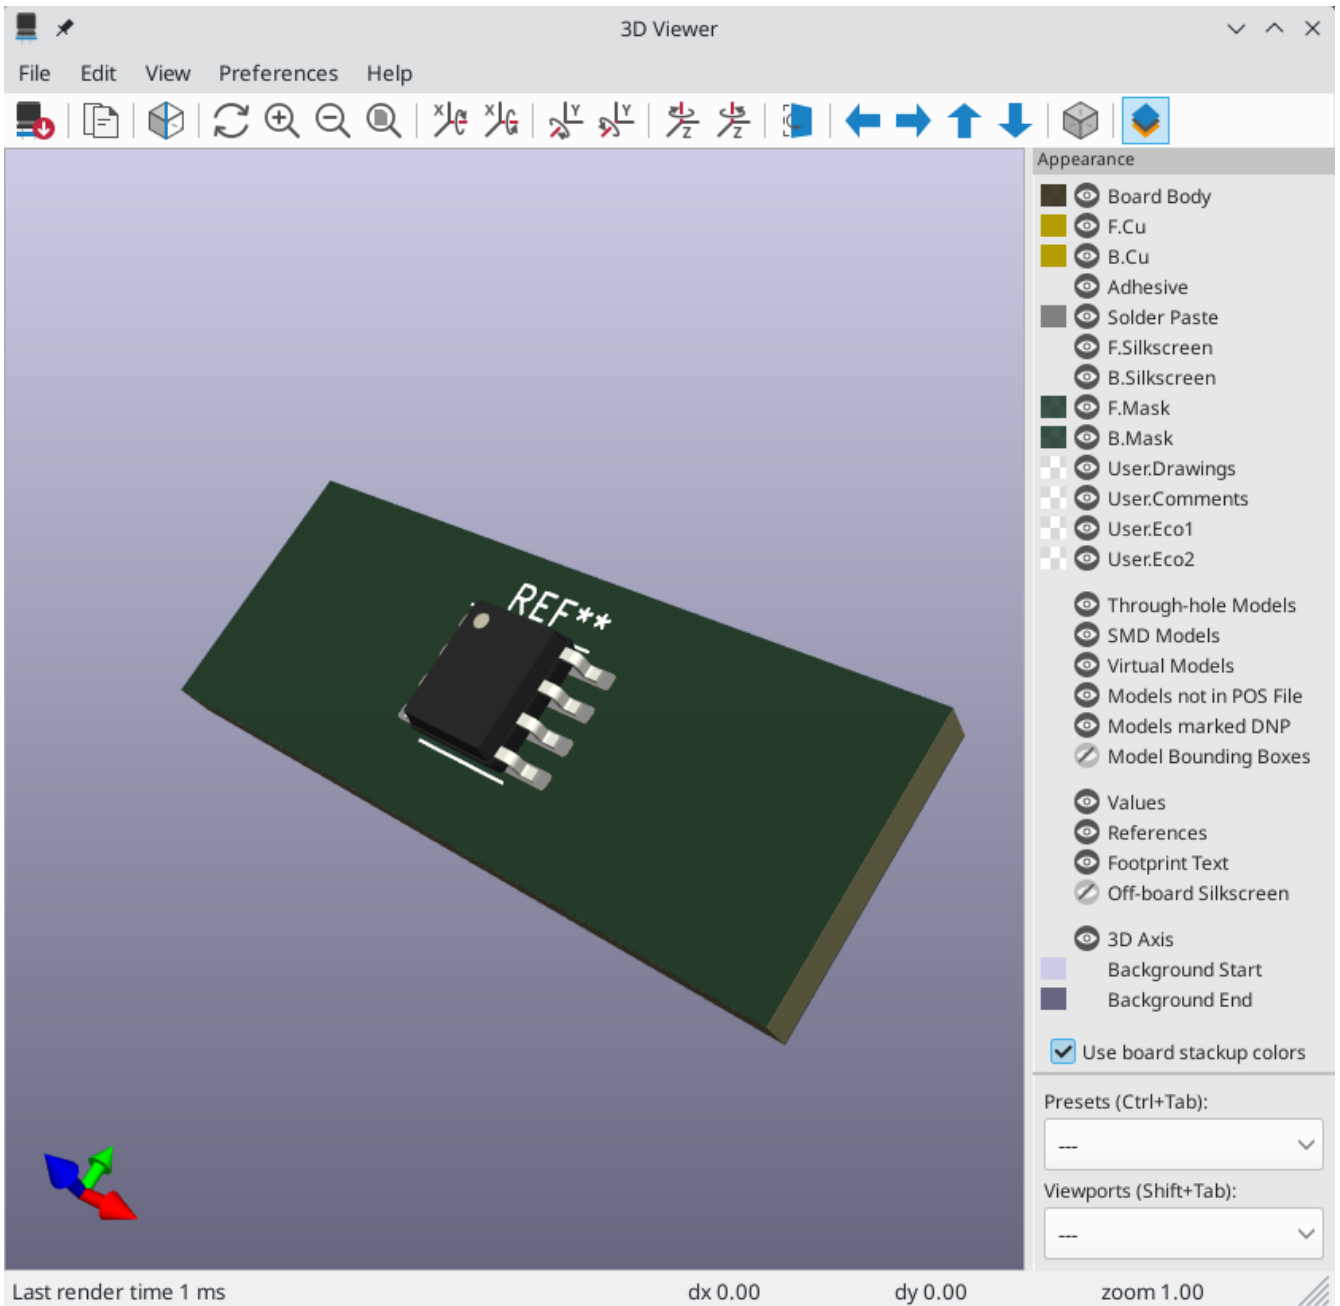 3D Viewer
File Edit View Preferences Help
Appearance
Board Body
F.Cu
B.Cu
Adhesive
Solder Paste
F.Silkscreen
B.Silkscreen
F.Mask
B.Mask
User.Drawings
User.Comments
User.Eco1
User.Eco2
Through-hole Models
SMD Models
Virtual Models
Models not in POS File
Models marked DNP
Model Bounding Boxes
Values
References
Footprint Text
Off-board Silkscreen
3D Axis
Background Start
Background End
Use board stackup colors
Presets (Ctrl+Tab):
---
Viewports (Shift+Tab):
---
REF**
Last render time 1 ms dx 0.00 dy 0.00 zoom 1.00